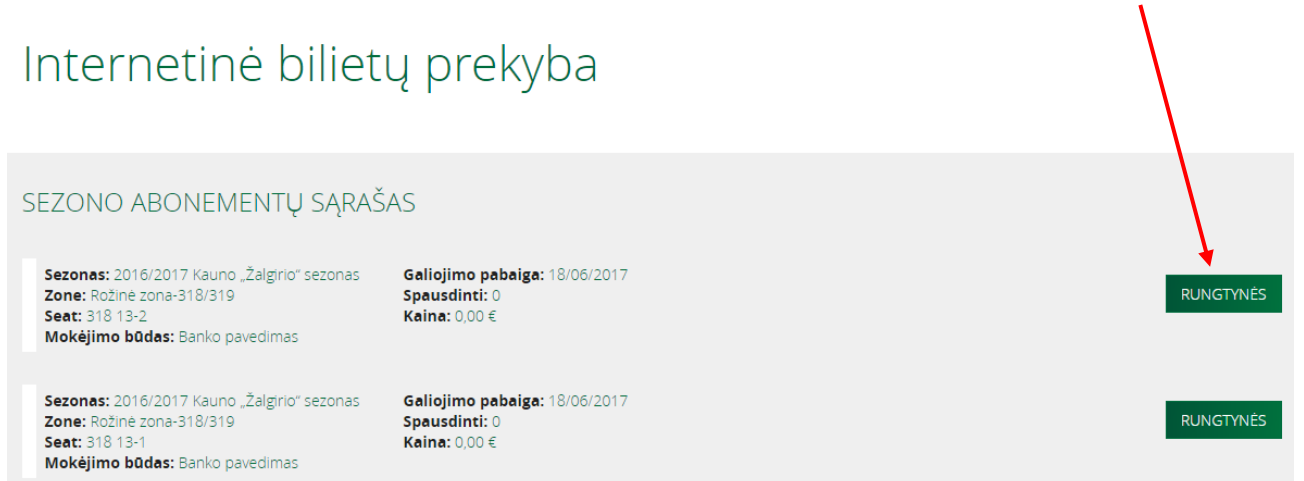 Internetinė bilietų prekyba
SEZONO ABONEMENTŲ SĄRAŠAS
Sezonas: 2016/2017 Kauno „Žalgirio“ sezonas
Zone: Rožinė zona-318/319
Seat: 318 13-2
Mokėjimo būdas: Banko pavedimas
Galiojimo pabaiga: 18/06/2017
Spausdinti: 0
Kaina: 0,00 €
RUNGTYNĖS
Sezonas: 2016/2017 Kauno „Žalgirio“ sezonas
Zone: Rožinė zona-318/319
Seat: 318 13-1
Mokėjimo būdas: Banko pavedimas
Galiojimo pabaiga: 18/06/2017
Spausdinti: 0
Kaina: 0,00 €
RUNGTYNĖS